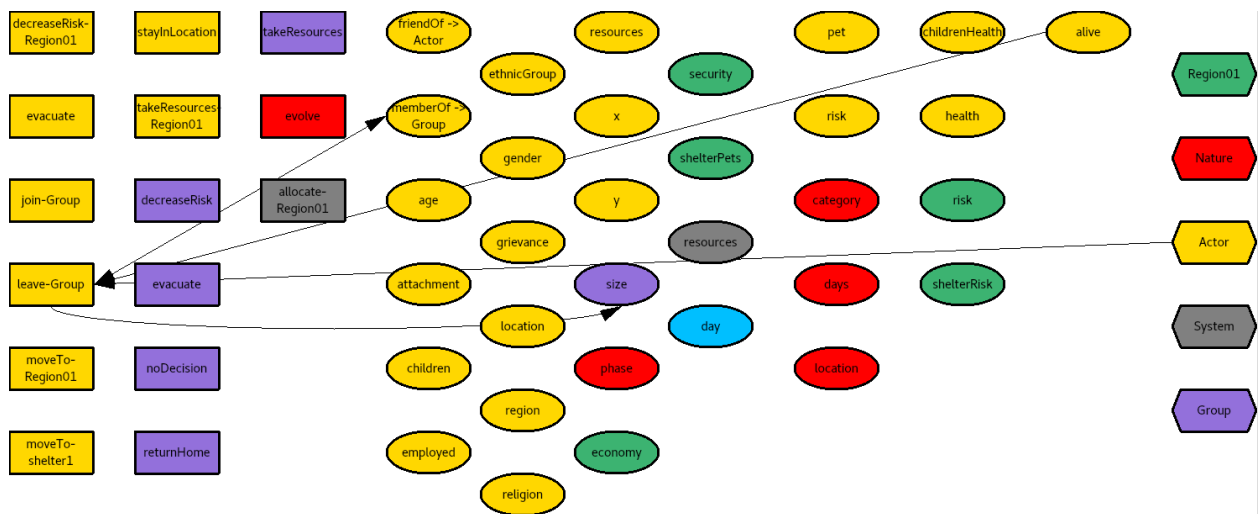 decreaseRisk-
Region01
stayInLocation
takeResources
friendOf ->
Actor
resources
pet
childrenHealth
alive
ethnicGroup
security
Region01
evacuate
takeResources-
Region01
evolve
memberOf ->
Group
x
risk
health
gender
shelterPets
Nature
join-Group
decreaseRisk
allocate-
Region01
age
y
category
risk
grievance
resources
Actor
leave-Group
evacuate
attachment
size
days
shelterRisk
location
day
System
moveTo-
Region01
noDecision
children
phase
location
region
Group
moveTo-
shelter1
returnHome
employed
economy
religion